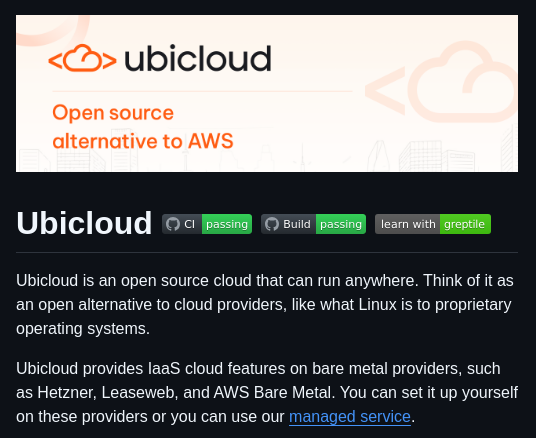 ubicloud
Open source
alternative to AWS
Ubicloud CI passing Build passing learn with greptile
Ubicloud is an open source cloud that can run anywhere. Think of it as
an open alternative to cloud providers, like what Linux is to proprietary
operating systems.
Ubicloud provides IaaS cloud features on bare metal providers, such
as Hetzner, Leaseweb, and AWS Bare Metal. You can set it up yourself
on these providers or you can use our managed service.